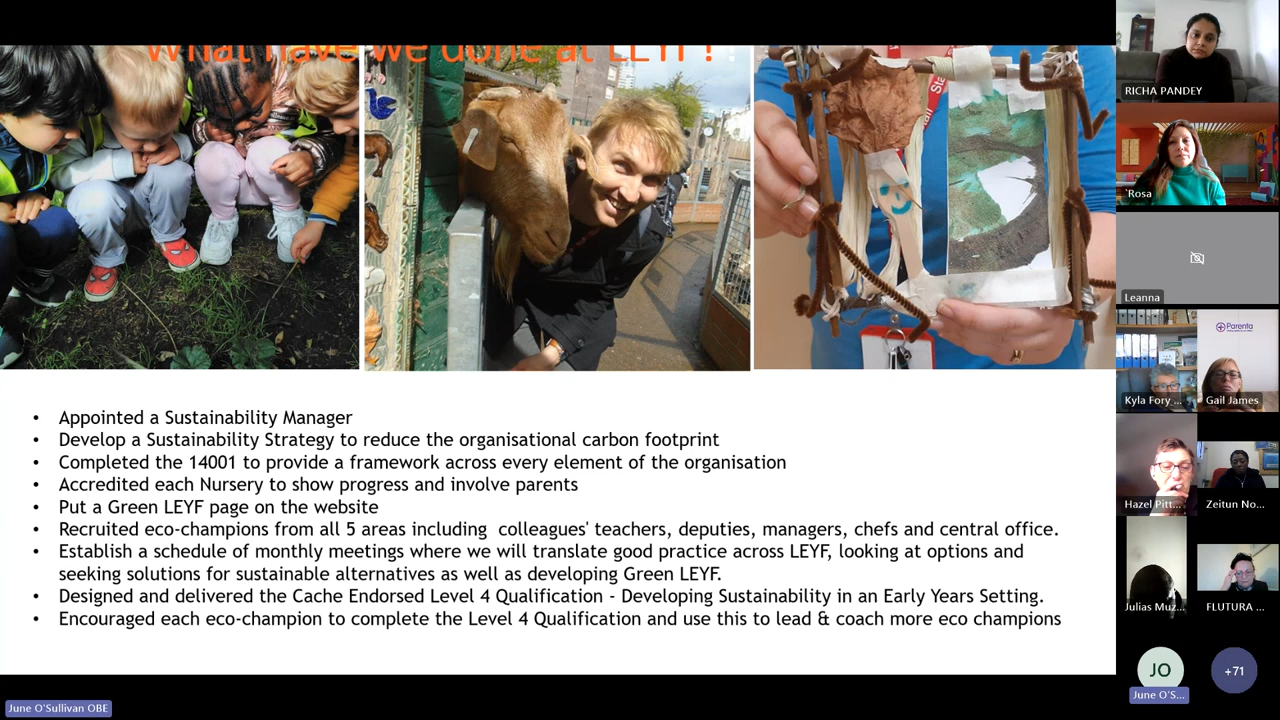 What have we done at LEYF?
• Appointed a Sustainability Manager
• Develop a Sustainability Strategy to reduce the organisational carbon footprint
• Completed the 14001 to provide a framework across every element of the organisation
• Accredited each Nursery to show progress and involve parents
• Put a Green LEYF page on the website
• Recruited eco-champions from all 5 areas including colleagues' teachers, deputies, managers, chefs and central office.
• Establish a schedule of monthly meetings where we will translate good practice across LEYF, looking at options and
seeking solutions for sustainable alternatives as well as developing Green LEYF.
• Designed and delivered the Cache Endorsed Level 4 Qualification - Developing Sustainability in an Early Years Setting.
• Encouraged each eco-champion to complete the Level 4 Qualification and use this to lead & coach more eco champions
June O'Sullivan OBE
RICHA PANDEY
`Rosa
Leanna
Parenta
Kyla Fory ...
Gail James
Hazel Pitt...
Zeitun No...
Julias Muz...
FLUTURA ...
JO
June O'S...
+71